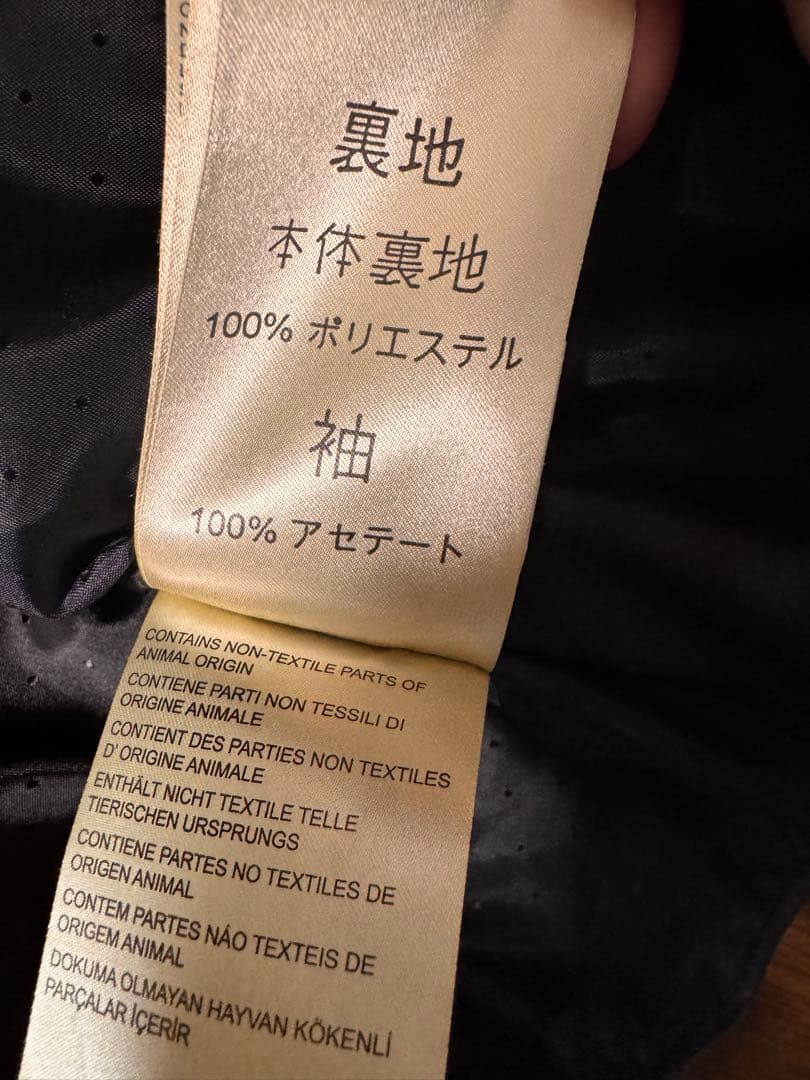 裏地
本体裏地
100% ポリエステル
袖
100% アセテート
CONTAINS NON-TEXTILE PARTS OF
ANIMAL ORIGIN
CONTIENE PARTI NON TESSILI DI
ORIGINE ANIMALE
CONTIENT DES PARTIES NON TEXTILES
D' ORIGINE ANIMALE
ENTHÄLT NICHT TEXTILE TELLE
TIERISCHEN URSPRUNGS
CONTIENE PARTES NO TEXTILES DE
ORIGEN ANIMAL
CONTEM PARTES NÁO TEXTEIS DE
ORIGEM ANIMAL
DOKUMA OLMAYAN HAYVAN KÖKENLİ
PARÇALAR İÇERİR